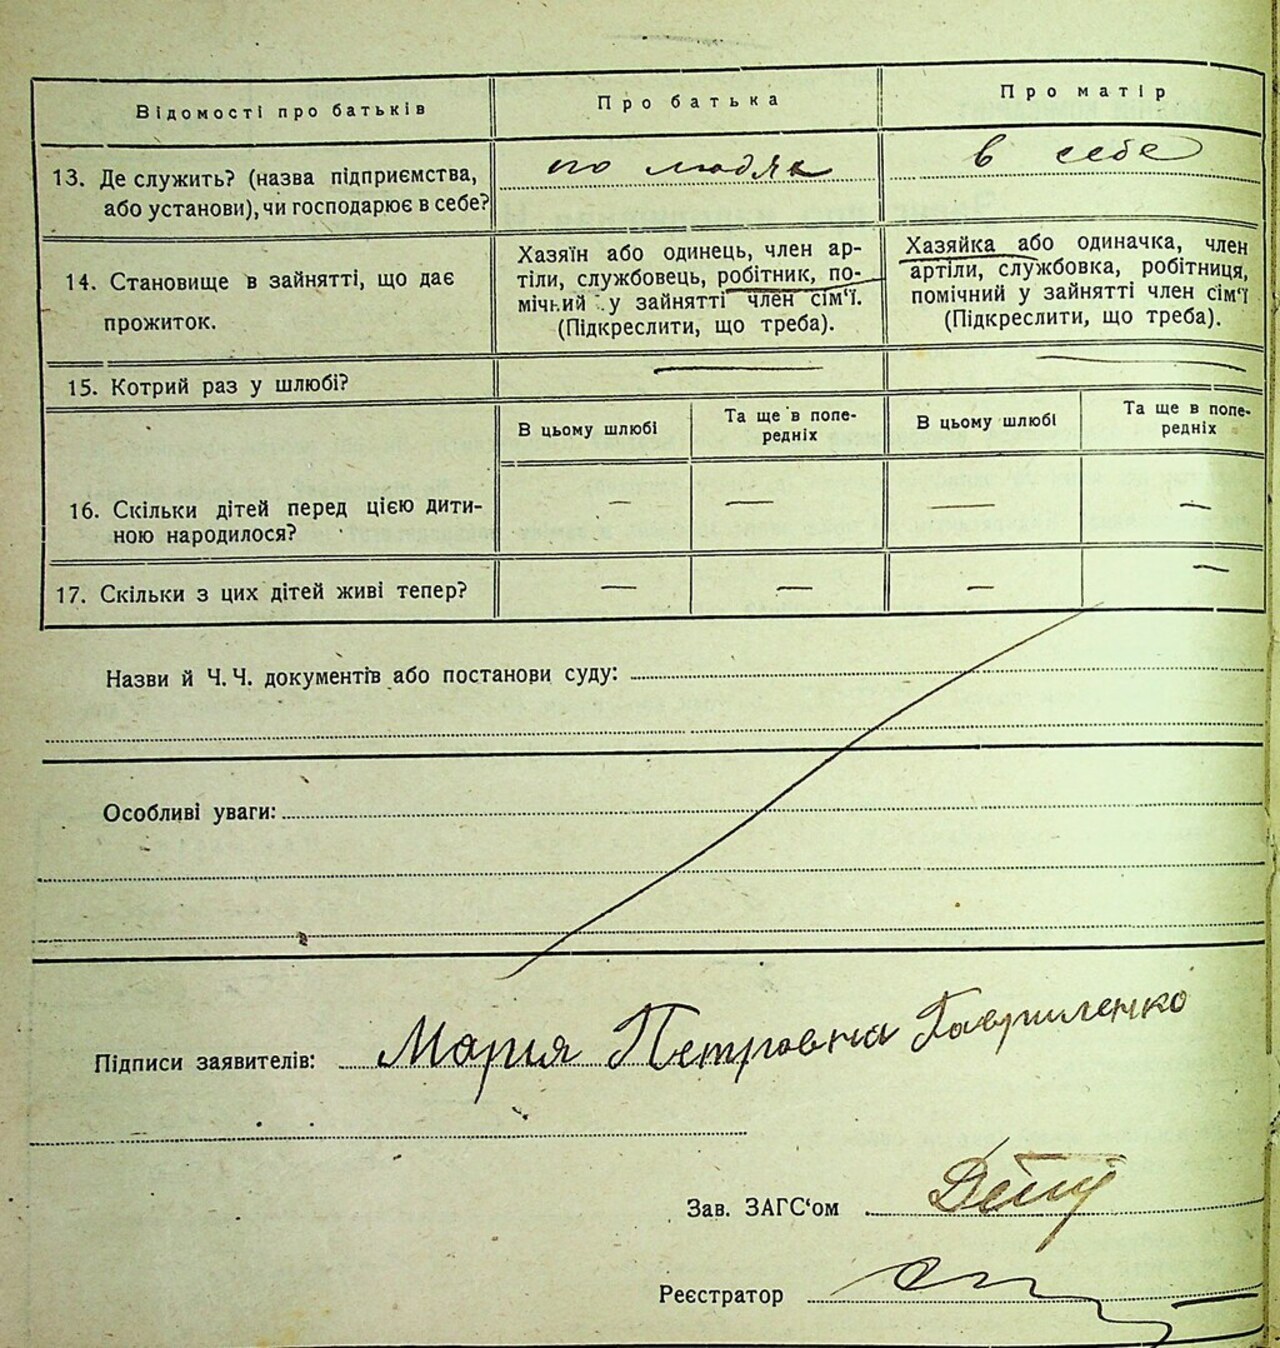 Відомості про батьків
Про батька
Про матір
13. Де служить? (назва підприємства,
або установи), чи господарює в себе?
по людях
в себе
14. Становище в зайнятті, що дає
прожиток.
Хазяїн або одинець, член ар-
тіли, службовець, робітник, по-
мічний у зайнятті член сім'ї.
(Підкреслити, що треба).
Хазяйка або одиначка, член
артіли, службовка, робітниця,
помічний у зайнятті член сім'ї
(Підкреслити, що треба).
15. Котрий раз у шлюбі?
—
—
В цьому шлюбі
Та ще в попе-
редніх
В цьому шлюбі
Та ще в попе-
редніх
16. Скільки дітей перед цією дити-
ною народилося?
— — — —
17. Скільки з цих дітей живі тепер?
— — — —
Назви й Ч. Ч. документів або постанови суду:
Особливі уваги:
Підписи заявителів: Марія Петровна Гавриленко
Зав. ЗАГС'ом
Реєстратор